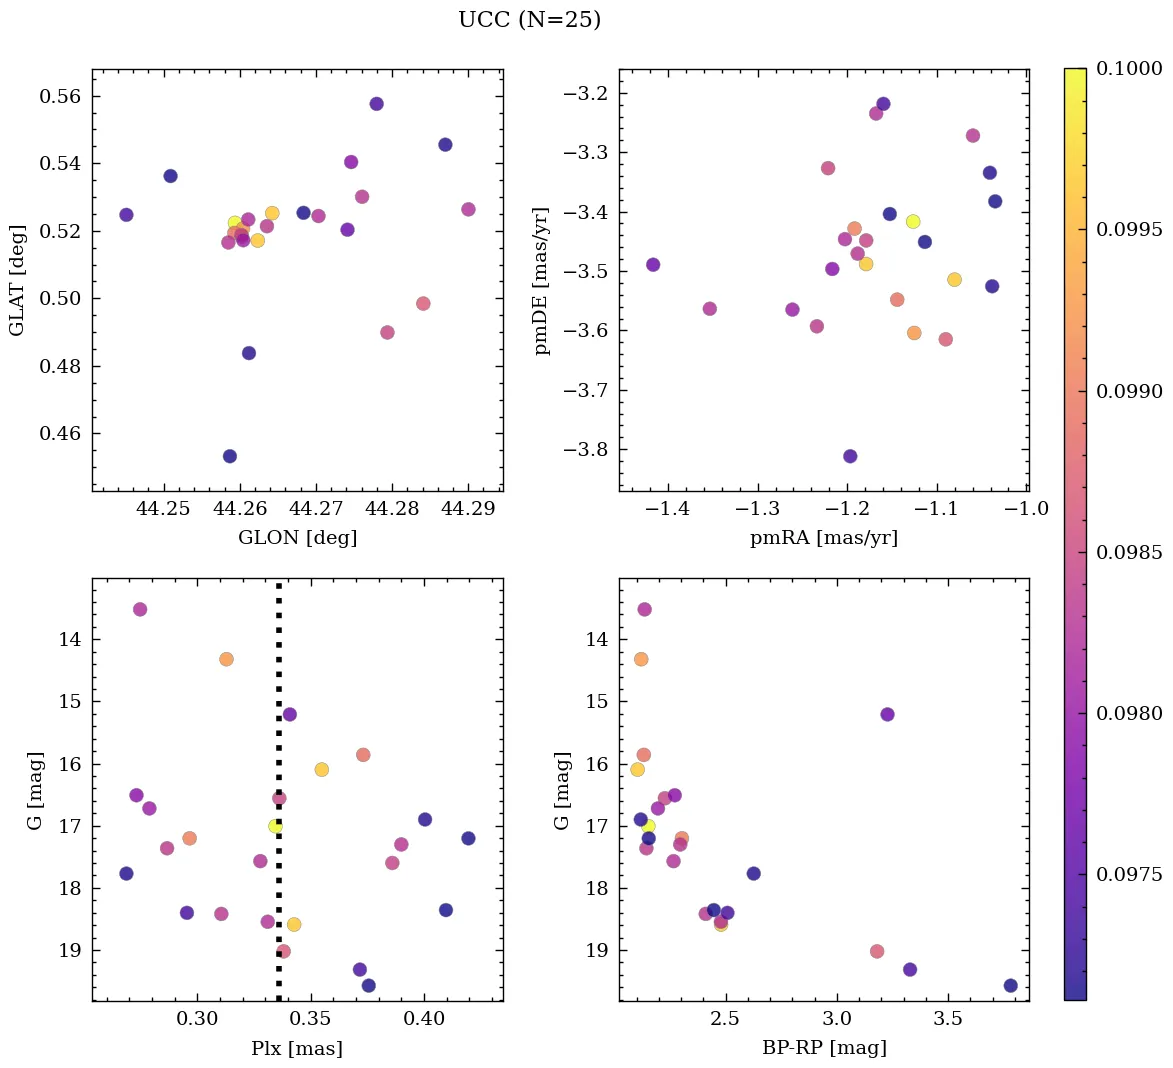 UCC (N=25)
0.56
0.54
0.52
0.50
0.48
0.46
GLAT [deg]
44.25 44.26 44.27 44.28 44.29
GLON [deg]
−3.2
−3.3
−3.4
−3.5
−3.6
−3.7
−3.8
pmDE [mas/yr]
−1.4 −1.3 −1.2 −1.1 −1.0
pmRA [mas/yr]
14
15
16
17
18
19
G [mag]
0.30 0.35 0.40
Plx [mas]
14
15
16
17
18
19
G [mag]
2.5 3.0 3.5
BP-RP [mag]
0.1000
0.0995
0.0990
0.0985
0.0980
0.0975